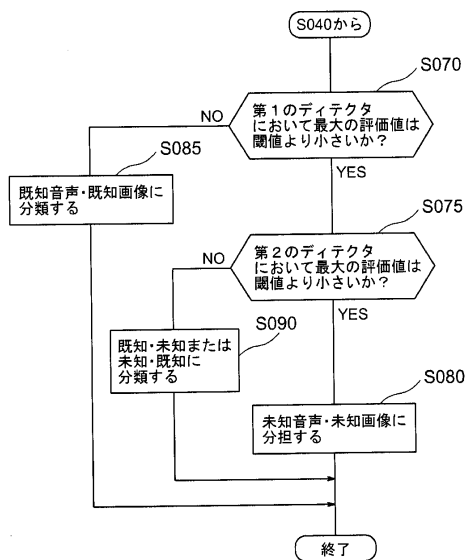 S040から
S070
第1のディテクタ
において最大の評価値は
閾値より小さいか？
NO
YES
S085
既知音声・既知画像に
分類する
S075
第2のディテクタ
において最大の評価値は
閾値より小さいか？
NO
YES
S090
既知・未知または
未知・既知に
分類する
S080
未知音声・未知画像に
分担する
終了